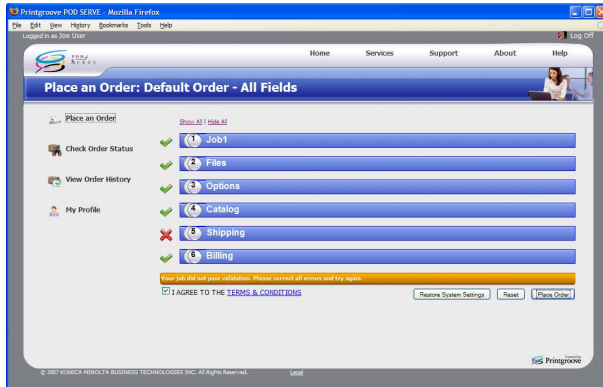 Printgroove POD SERVE - Mozilla Firefox
File Edit View History Bookmarks Tools Help
Logged in as Joe User Log Off
POD
SERVE
Home Services Support About Help
Place an Order: Default Order - All Fields
Place an Order
Check Order Status
View Order History
My Profile
Show All | Hide All
1 Job1
2 Files
3 Options
4 Catalog
5 Shipping
6 Billing
Your job did not pass validation. Please correct all errors and try again.
I AGREE TO THE TERMS & CONDITIONS
Restore System Settings Reset Place Order
Powered by
Printgroove
© 2007 KONICA MINOLTA BUSINESS TECHNOLOGIES INC. All Rights Reserved. Legal